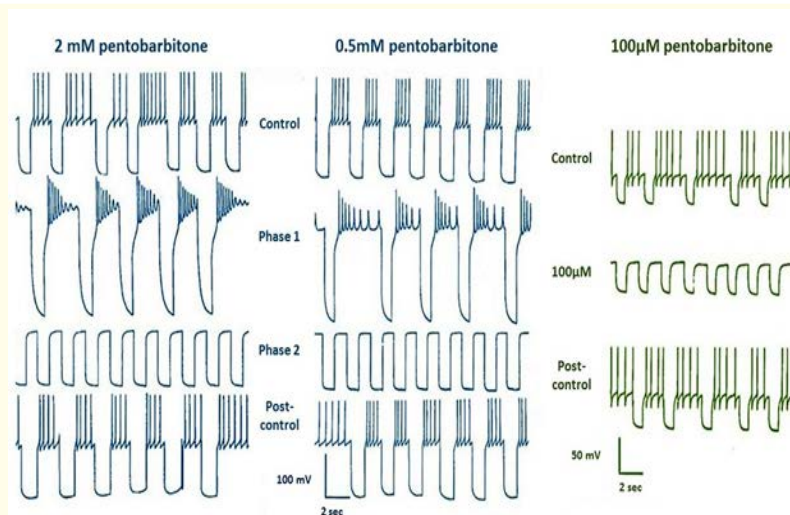 2 mM pentobarbitone
0.5mM pentobarbitone
100µM pentobarbitone
Control
Control
Phase 1
100µM
Phase 2
Post-
control
Post-
control
100 mV
2 sec
50 mV
2 sec